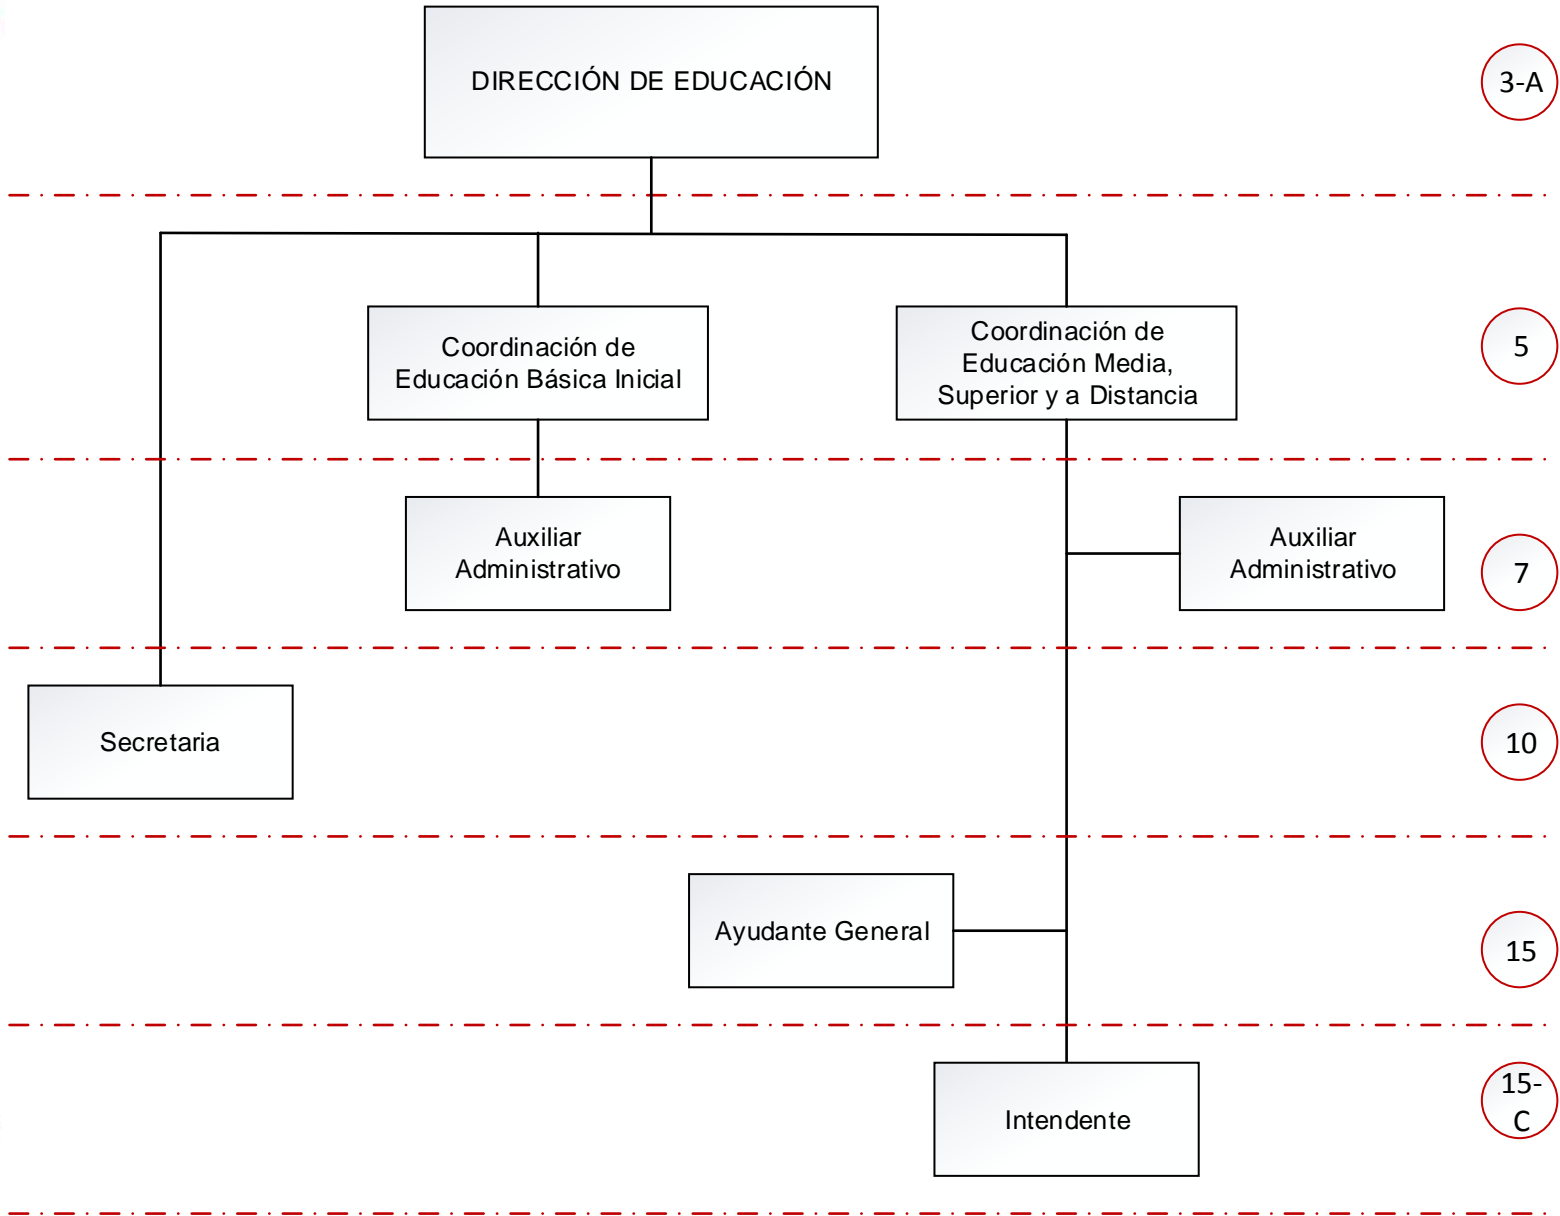 DIRECCIÓN DE EDUCACIÓN
3-A
Coordinación de
Educación Básica Inicial
Coordinación de
Educación Media,
Superior y a Distancia
5
Auxiliar
Administrativo
Auxiliar
Administrativo
7
Secretaria
10
Ayudante General
15
Intendente
15-
C